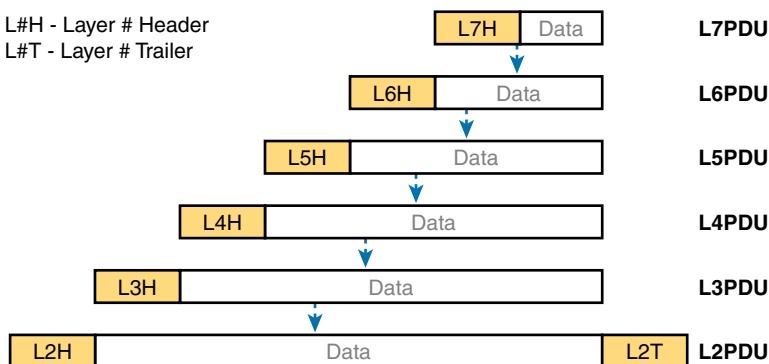 L#H - Layer # Header
L#T - Layer # Trailer
L7H Data L7PDU
L6H Data L6PDU
L5H Data L5PDU
L4H Data L4PDU
L3H Data L3PDU
L2H Data L2T L2PDU